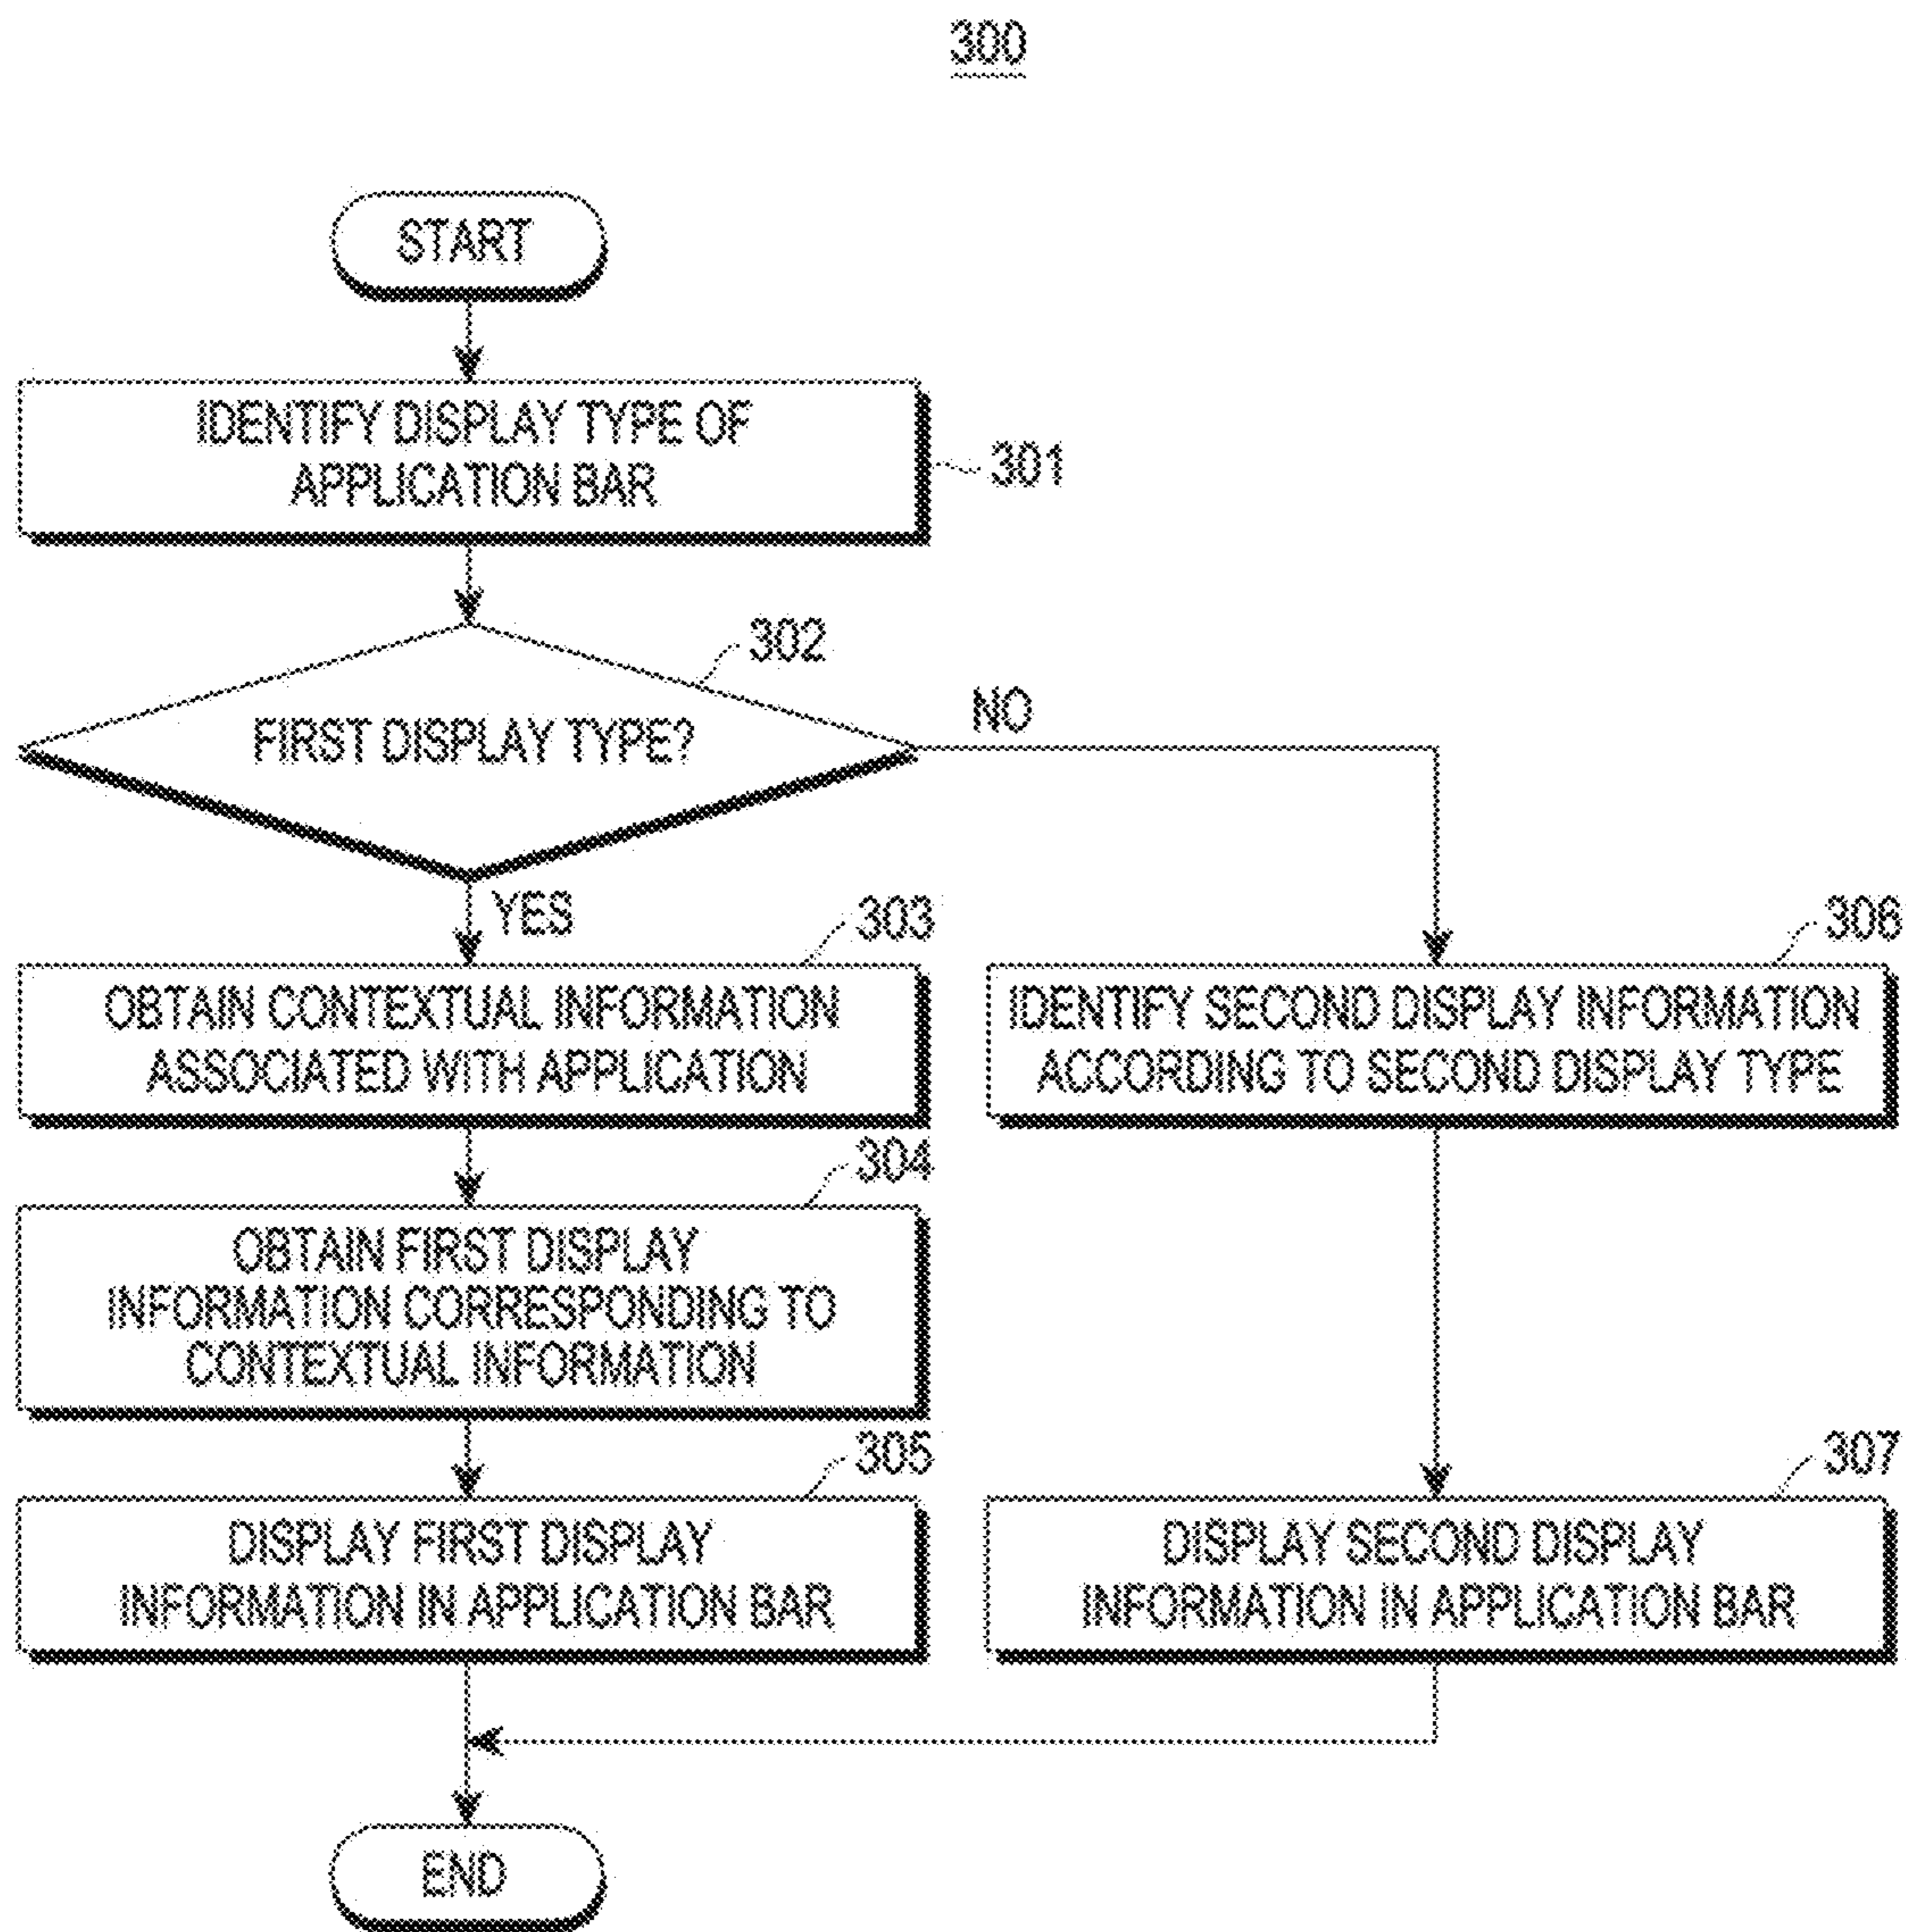 300
START
IDENTIFY DISPLAY TYPE OF
APPLICATION BAR
301
302
FIRST DISPLAY TYPE?
NO
YES
303
OBTAIN CONTEXTUAL INFORMATION
ASSOCIATED WITH APPLICATION
306
IDENTIFY SECOND DISPLAY INFORMATION
ACCORDING TO SECOND DISPLAY TYPE
304
OBTAIN FIRST DISPLAY
INFORMATION CORRESPONDING TO
CONTEXTUAL INFORMATION
305
DISPLAY FIRST DISPLAY
INFORMATION IN APPLICATION BAR
307
DISPLAY SECOND DISPLAY
INFORMATION IN APPLICATION BAR
END